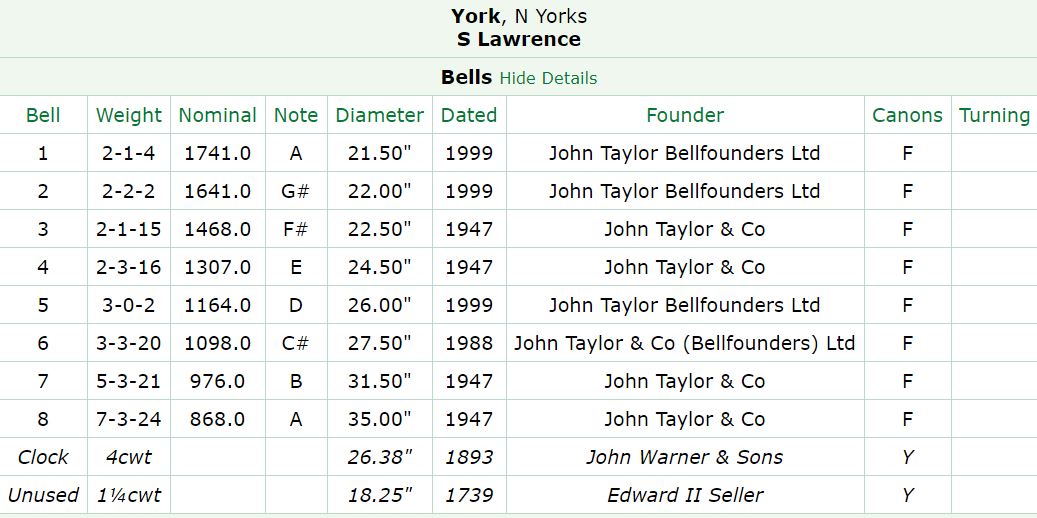 York, N Yorks
S Lawrence
Bells Hide Details
Bell Weight Nominal Note Diameter Dated Founder Canons Turning
1 2-1-4 1741.0 A 21.50" 1999 John Taylor Bellfounders Ltd F
2 2-2-2 1641.0 G# 22.00" 1999 John Taylor Bellfounders Ltd F
3 2-1-15 1468.0 F# 22.50" 1947 John Taylor & Co F
4 2-3-16 1307.0 E 24.50" 1947 John Taylor & Co F
5 3-0-2 1164.0 D 26.00" 1999 John Taylor Bellfounders Ltd F
6 3-3-20 1098.0 C# 27.50" 1988 John Taylor & Co (Bellfounders) Ltd F
7 5-3-21 976.0 B 31.50" 1947 John Taylor & Co F
8 7-3-24 868.0 A 35.00" 1947 John Taylor & Co F
Clock 4cwt 26.38" 1893 John Warner & Sons Y
Unused 1¼cwt 18.25" 1739 Edward II Seller Y